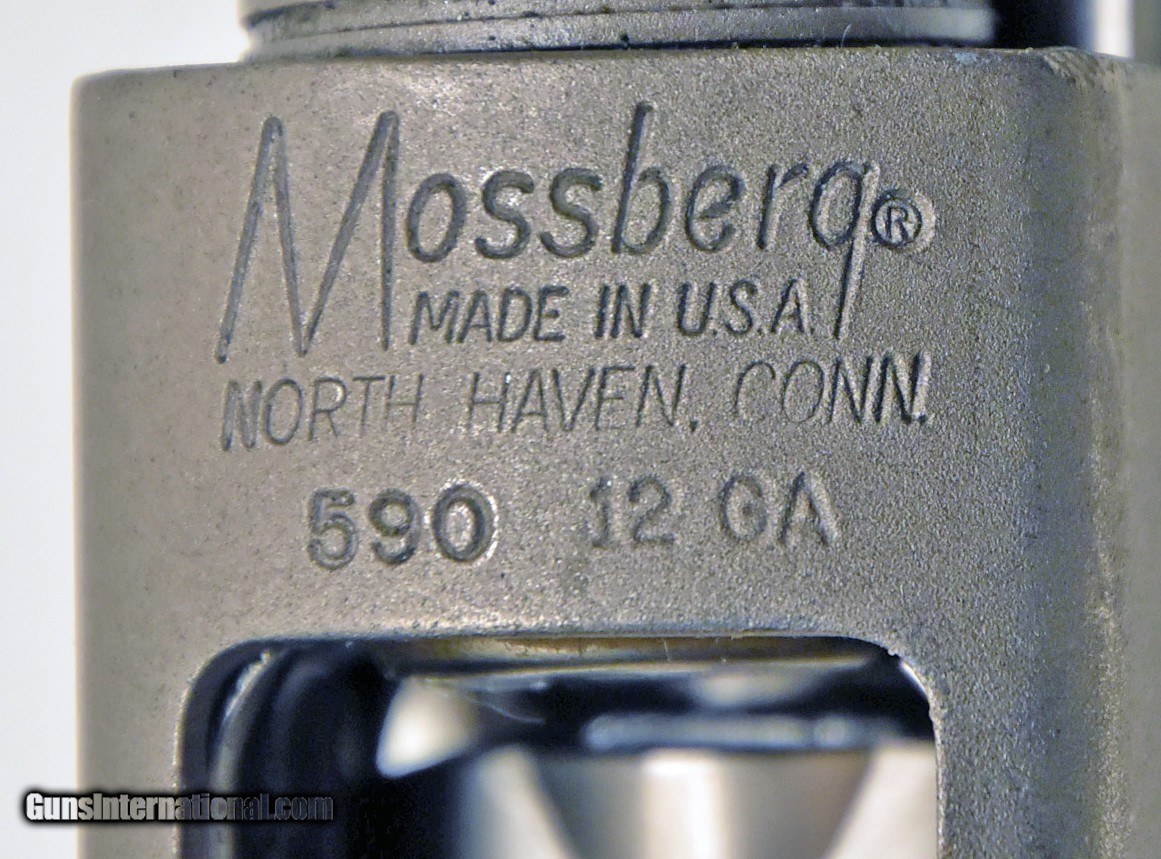 Mossberg®
MADE IN U.S.A.
NORTH HAVEN, CONN.
590 12 GA
GunsInternational.com